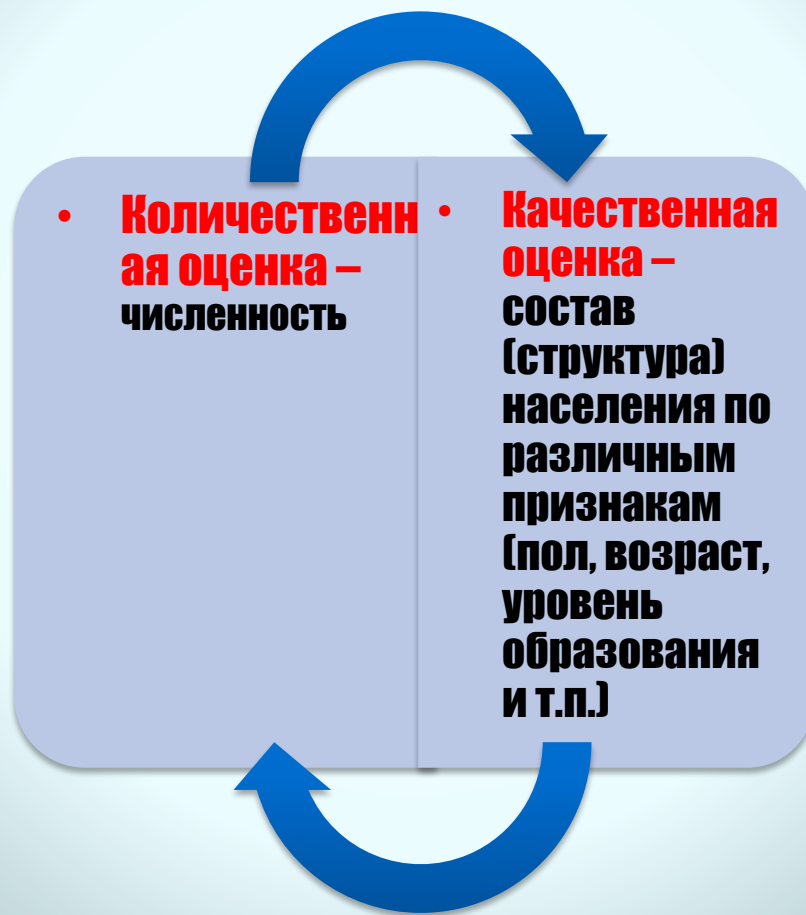 • Количественн
ая оценка –
численность
• Качественная
оценка –
состав
(структура)
населения по
различным
признакам
(пол, возраст,
уровень
образования
и т.п.)